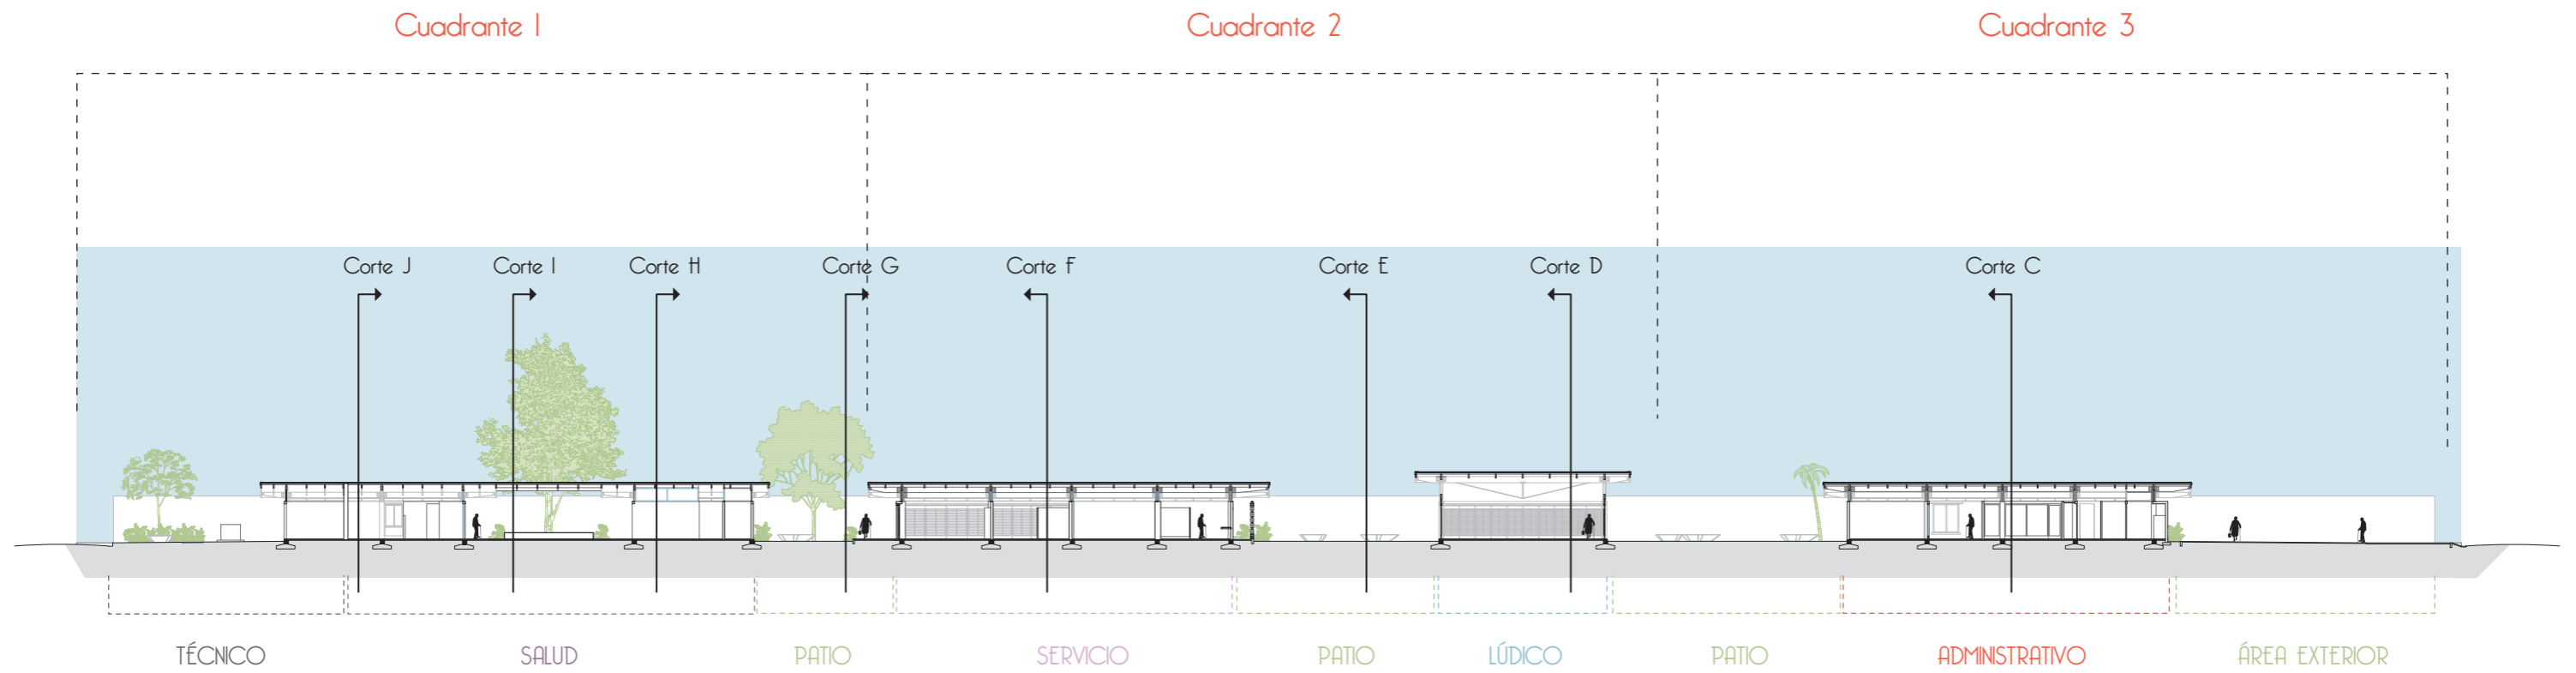 Cuadrante 1
Cuadrante 2
Cuadrante 3
Corte J
Corte I
Corte H
Corte G
Corte F
Corte E
Corte D
Corte C
TÉCNICO
SALUD
PATIO
SERVICIO
PATIO
LÚDICO
PATIO
ADMINISTRATIVO
ÁREA EXTERIOR